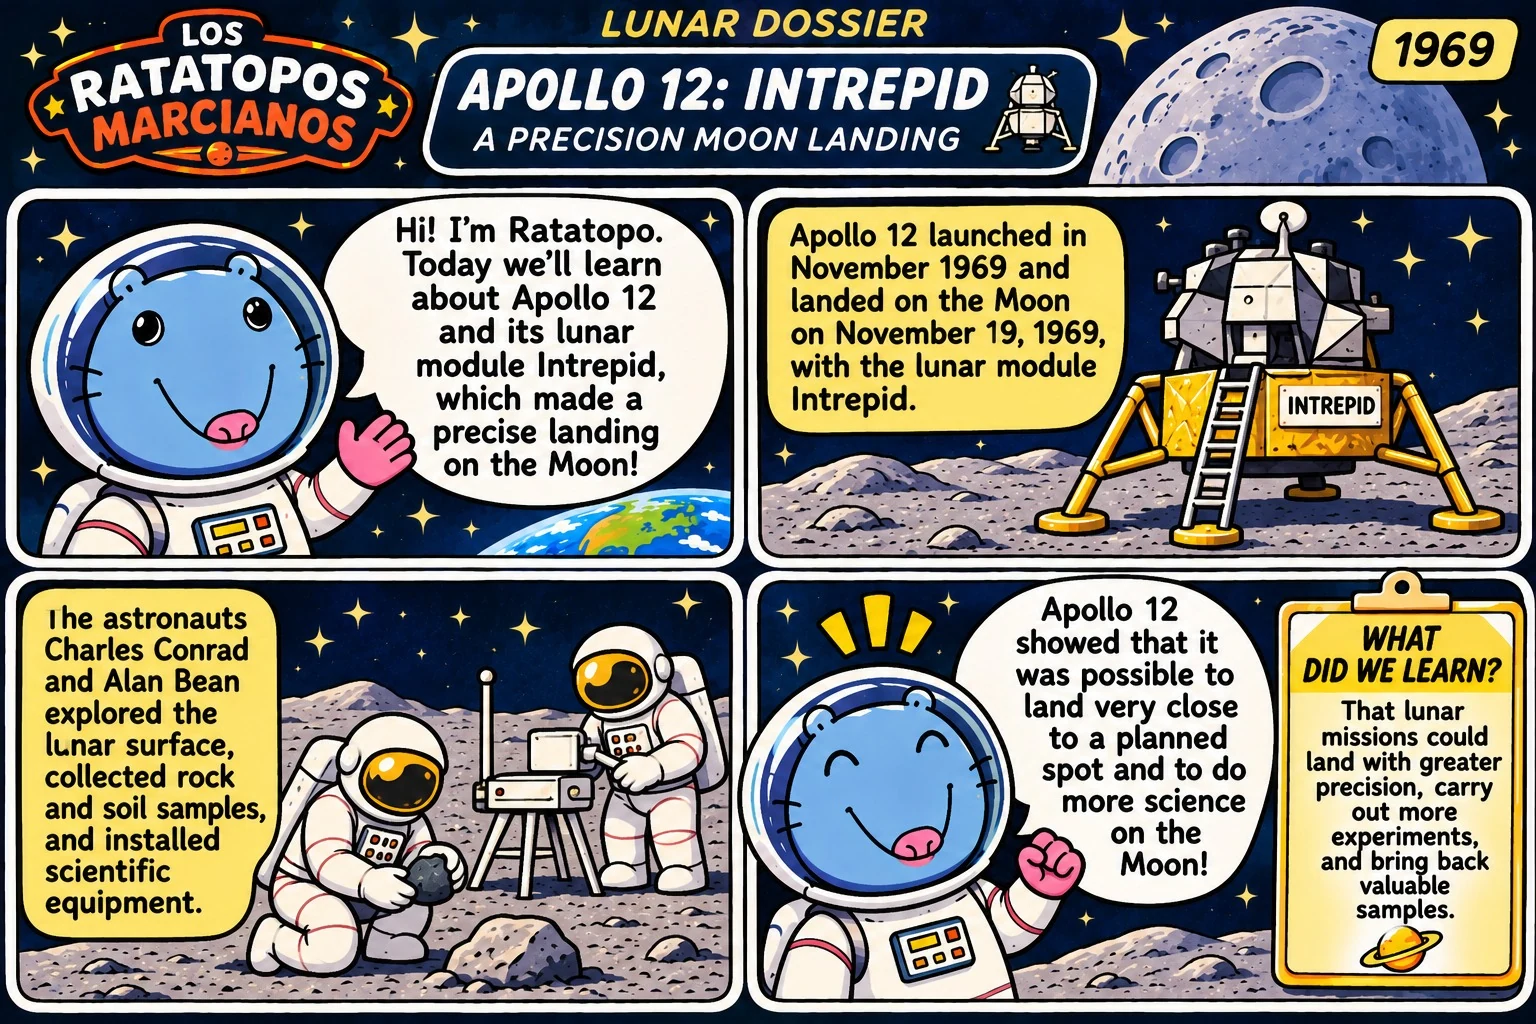 LOS
RATATOPOS
MARCIANOS
LUNAR DOSSIER
APOLLO 12: INTREPID
A PRECISION MOON LANDING
1969
Hi! I'm Ratatopo.
Today we'll learn
about Apollo 12
and its lunar
module Intrepid,
which made a
precise landing
on the Moon!
Apollo 12 launched in
November 1969 and
landed on the Moon
on November 19, 1969,
with the lunar module
Intrepid.
INTREPID
The astronauts
Charles Conrad
and Alan Bean
explored the
lunar surface,
collected rock
and soil samples,
and installed
scientific
equipment.
Apollo 12
showed that it
was possible to
land very close
to a planned
spot and to do
more science
on the
Moon!
WHAT
DID WE LEARN?
That lunar
missions could
land with greater
precision, carry
out more
experiments,
and bring back
valuable
samples.